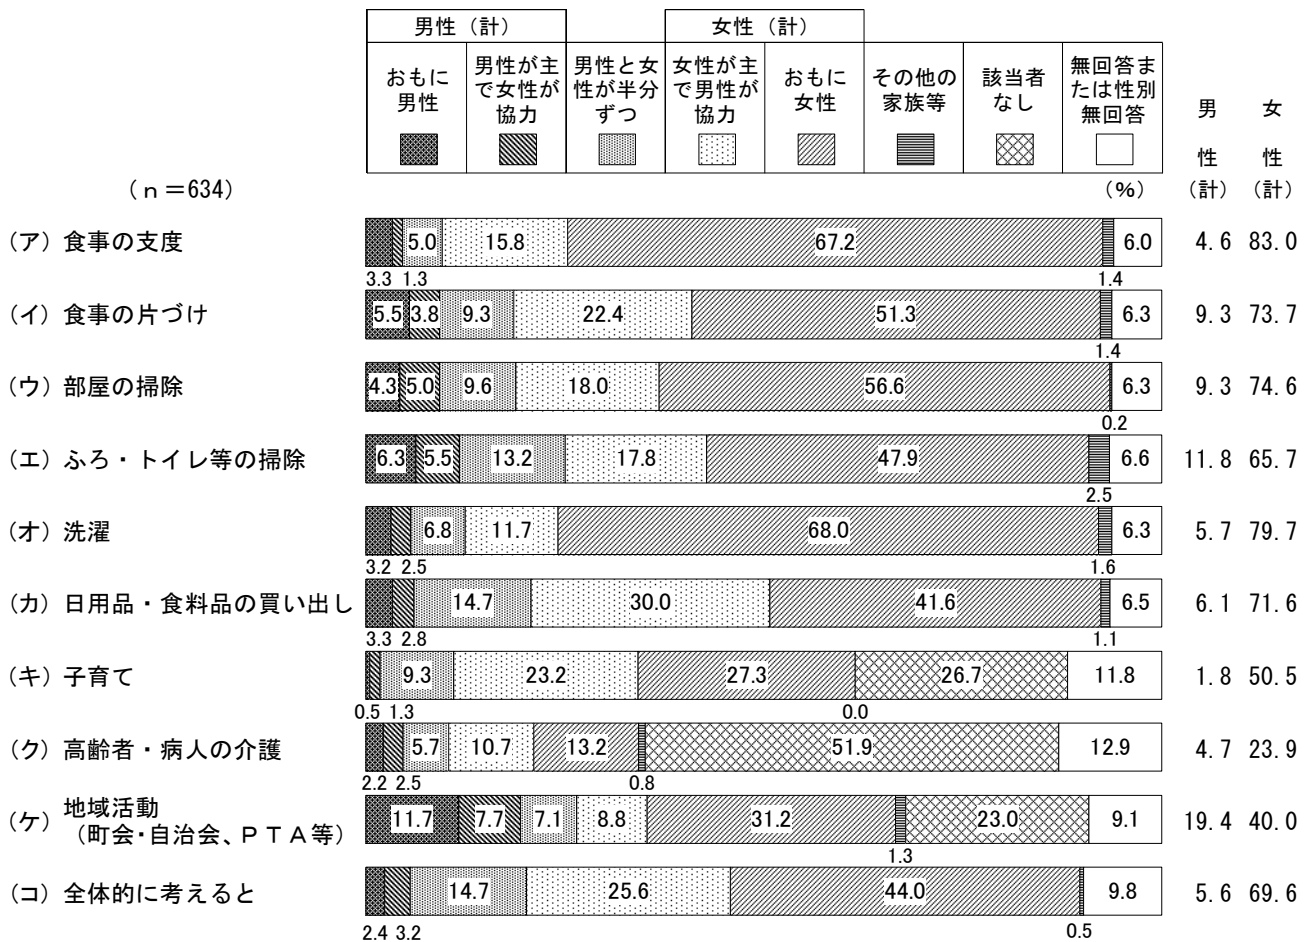 男性（計） 女性（計）
おもに男性 男性が主で女性が協力 男性と女性が半分ずつ 女性が主で男性が協力 おもに女性 その他の家族等 該当者なし 無回答または性別無回答
男性（計） 女性（計）
（ｎ＝634） （％）
（ア）食事の支度 5.0 15.8 67.2 6.0 4.6 83.0
3.3 1.3 1.4
（イ）食事の片づけ 5.5 3.8 9.3 22.4 51.3 6.3 9.3 73.7
1.4
（ウ）部屋の掃除 4.3 5.0 9.6 18.0 56.6 6.3 9.3 74.6
0.2
（エ）ふろ・トイレ等の掃除 6.3 5.5 13.2 17.8 47.9 6.6 11.8 65.7
2.5
（オ）洗濯 6.8 11.7 68.0 6.3 5.7 79.7
3.2 2.5 1.6
（カ）日用品・食料品の買い出し 14.7 30.0 41.6 6.5 6.1 71.6
3.3 2.8 1.1
（キ）子育て 9.3 23.2 27.3 26.7 11.8 1.8 50.5
0.5 1.3 0.0
（ク）高齢者・病人の介護 5.7 10.7 13.2 51.9 12.9 4.7 23.9
2.2 2.5 0.8
（ケ）地域活動
（町会・自治会、ＰＴＡ等） 11.7 7.7 7.1 8.8 31.2 23.0 9.1 19.4 40.0
1.3
（コ）全体的に考えると 14.7 25.6 44.0 9.8 5.6 69.6
2.4 3.2 0.5